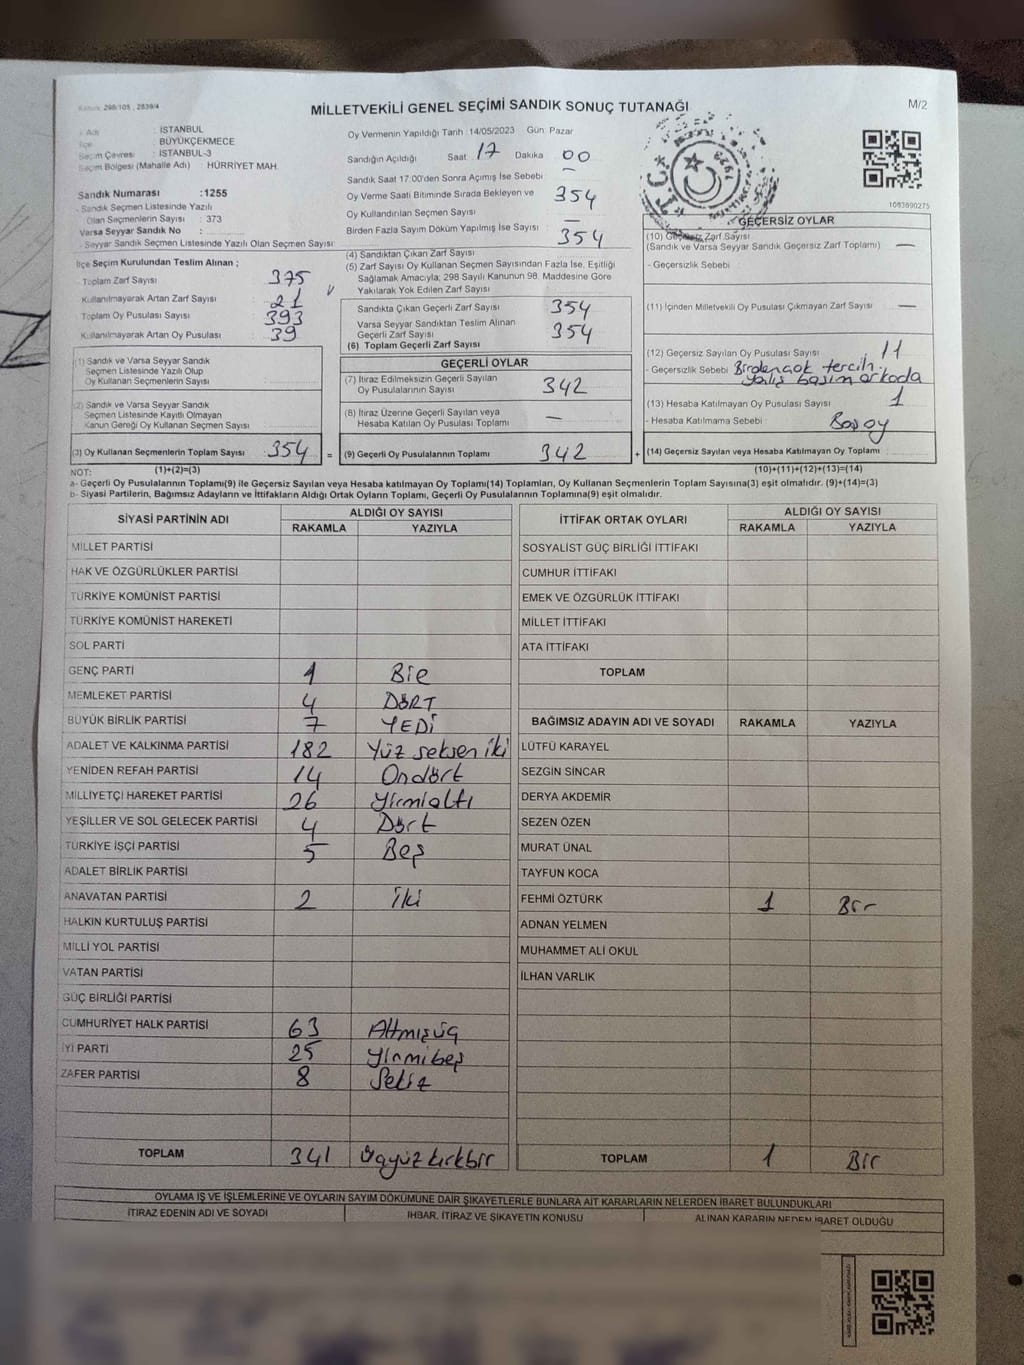 Kanun: 298/105, 2839/4
MİLLETVEKİLİ GENEL SEÇİMİ SANDIK SONUÇ TUTANAĞI
M/2
İli Adı : İSTANBUL
İlçe : BÜYÜKÇEKMECE
Seçim Çevresi : İSTANBUL-3
Seçim Bölgesi (Mahalle Adı) : HÜRRİYET MAH.
Oy Vermenin Yapıldığı Tarih :14/05/2023 Gün Pazar
Sandığın Açıldığı Saat 17 Dakika 00
Sandık Saat 17:00'den Sonra Açımış İse Sebebi : —
Oy Verme Saati Bitiminde Sırada Bekleyen ve
Oy Kullandırılan Seçmen Sayısı : 354
Birden Fazla Sayım Döküm Yapılmış İse Sayısı : —
Sandık Numarası :1255
- Sandık Seçmen Listesinde Yazılı
Olan Seçmenlerin Sayısı : 373
Varsa Seyyar Sandık No :
- Seyyar Sandık Seçmen Listesinde Yazılı Olan Seçmen Sayısı:
İlçe Seçim Kurulundan Teslim Alınan ;
- Toplam Zarf Sayısı 375
Kullanılmayarak Artan Zarf Sayısı 21
Toplam Oy Pusulası Sayısı 393
Kullanılmayarak Artan Oy Pusulası 39
(4) Sandıktan Çıkan Zarf Sayısı : 354
(5) Zarf Sayısı Oy Kullanan Seçmen Sayısından Fazla İse, Eşitliği
Sağlamak Amacıyla, 298 Sayılı Kanunun 98. Maddesine Göre
Yakılarak Yok Edilen Zarf Sayısı
Sandıkta Çıkan Geçerli Zarf Sayısı 354
Varsa Seyyar Sandıktan Teslim Alınan
Geçerli Zarf Sayısı 354
(6) Toplam Geçerli Zarf Sayısı
1083690275
GEÇERSİZ OYLAR
(10) Geçersiz Zarf Sayısı
(Sandık ve Varsa Seyyar Sandık Geçersiz Zarf Toplamı) —
- Geçersizlik Sebebi :
(11) İçinden Milletvekili Oy Pusulası Çıkmayan Zarf Sayısı —
(12) Geçersiz Sayılan Oy Pusulası Sayısı : 11
- Geçersizlik Sebebi Birdençok tercih
(13) Hesaba Katılmayan Oy Pusulası Sayısı 1
- Hesaba Katılmama Sebebi :
(14) Geçersiz Sayılan veya Hesaba Katılmayan Oy Toplamı :
(1) Sandık ve Varsa Seyyar Sandık
Seçmen Listesinde Yazılı Olup
Oy Kullanan Seçmenlerin Sayısı :
(2) Sandık ve Varsa Seyyar Sandık
Seçmen Listesinde Kayıtlı Olmayan
Kanun Gereği Oy Kullanan Seçmen Sayısı
(3) Oy Kullanan Seçmenlerin Toplam Sayısı : 354 =
GEÇERLİ OYLAR
(7) İtiraz Edilmeksizin Geçerli Sayılan
Oy Pusulalarının Sayısı 342
(8) İtiraz Üzerine Geçerli Sayılan veya
Hesaba Katılan Oy Pusulası Toplamı —
(9) Geçerli Oy Pusulalarının Toplamı 342 +
NOT: (1)+(2)=(3)
(10)+(11)+(12)+(13)=(14)
a- Geçerli Oy Pusulalarının Toplamı(9) ile Geçersiz Sayılan veya Hesaba katılmayan Oy Toplamı(14) Toplamları, Oy Kullanan Seçmenlerin Toplam Sayısına(3) eşit olmalıdır. (9)+(14)=(3)
b- Siyasi Partilerin, Bağımsız Adayların ve İttifakların Aldığı Ortak Oyların Toplamı, Geçerli Oy Pusulalarının Toplamına(9) eşit olmalıdır.
SİYASİ PARTİNİN ADI ALDIĞI OY SAYISI
RAKAMLA YAZIYLA
MİLLET PARTİSİ
HAK VE ÖZGÜRLÜKLER PARTİSİ
TÜRKİYE KOMÜNİST PARTİSİ
TÜRKİYE KOMÜNİST HAREKETİ
SOL PARTİ
GENÇ PARTİ 1 Bir
MEMLEKET PARTİSİ 4 DÖRT
BÜYÜK BİRLİK PARTİSİ 7 YEDİ
ADALET VE KALKINMA PARTİSİ 182 Yüz seksen iki
YENİDEN REFAH PARTİSİ 14 Ondört
MİLLİYETÇİ HAREKET PARTİSİ 26 Yirmialtı
YEŞİLLER VE SOL GELECEK PARTİSİ 4 Dört
TÜRKİYE İŞÇİ PARTİSİ 5 Beş
ADALET BİRLİK PARTİSİ
ANAVATAN PARTİSİ 2 İki
HALKIN KURTULUŞ PARTİSİ
MİLLİ YOL PARTİSİ
VATAN PARTİSİ
GÜÇ BİRLİĞİ PARTİSİ
CUMHURİYET HALK PARTİSİ 63 Altmışüç
İYİ PARTİ 25 Yirmibeş
ZAFER PARTİSİ 8 Sekiz
TOPLAM 341 Üçyüz kırkbir
İTTİFAK ORTAK OYLARI ALDIĞI OY SAYISI
RAKAMLA YAZIYLA
SOSYALİST GÜÇ BİRLİĞİ İTTİFAKI
CUMHUR İTTİFAKI
EMEK VE ÖZGÜRLÜK İTTİFAKI
MİLLET İTTİFAKI
ATA İTTİFAKI
TOPLAM
BAĞIMSIZ ADAYIN ADI VE SOYADI RAKAMLA YAZIYLA
LÜTFÜ KARAYEL
SEZGİN SİNCAR
DERYA AKDEMİR
SEZEN ÖZEN
MURAT ÜNAL
TAYFUN KOCA
FEHMİ ÖZTÜRK 1 Bir
ADNAN YELMEN
MUHAMMET ALİ OKUL
İLHAN VARLIK
TOPLAM 1 Bir
OYLAMA İŞ VE İŞLEMLERİNE VE OYLARIN SAYIM DÖKÜMÜNE DAİR ŞİKAYETLERLE BUNLARA AİT KARARLARIN NELERDEN İBARET BULUNDUKLARI
İTİRAZ EDENİN ADI VE SOYADI İHBAR, İTİRAZ VE ŞİKAYETİN KONUSU ALINAN KARARIN NEDEN İBARET OLDUĞU